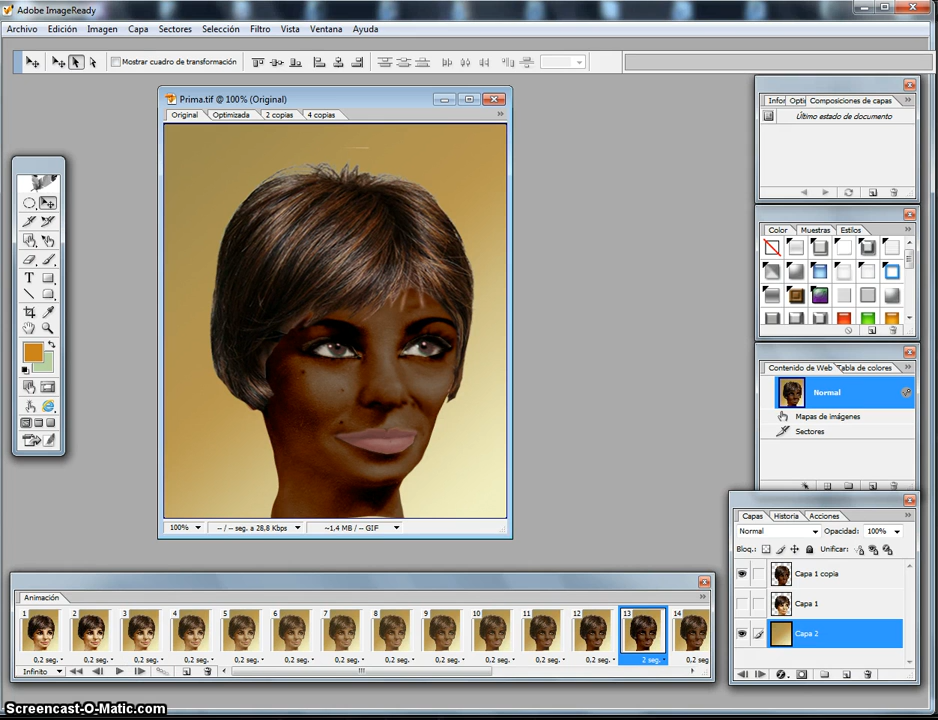 Adobe ImageReady
Archivo Edición Imagen Capa Sectores Selección Filtro Vista Ventana Ayuda
Mostrar cuadro de transformación
Prima.tif @ 100% (Original)
Original Optimizada 2 copias 4 copias
100% -- / -- seg. a 28.8 Kbps ~1.4 MB / -- GIF
Infor Opti Composiciones de capas
Último estado de documento
Color Muestras Estilos
Contenido de Web Tabla de colores
Normal
Mapas de imágenes
Sectores
Capas Historia Acciones
Normal Opacidad: 100%
Bloq.: Unificar:
Capa 1 copia
Capa 1
Capa 2
Animación
1 2 3 4 5 6 7 8 9 10 11 12 13 14
0,2 seg. 0,2 seg. 0,2 seg. 0,2 seg. 0,2 seg. 0,2 seg. 0,2 seg. 0,2 seg. 0,2 seg. 0,2 seg. 0,2 seg. 0,2 seg. 2 seg. 0,2 seg
Infinito
Screencast-O-Matic.com